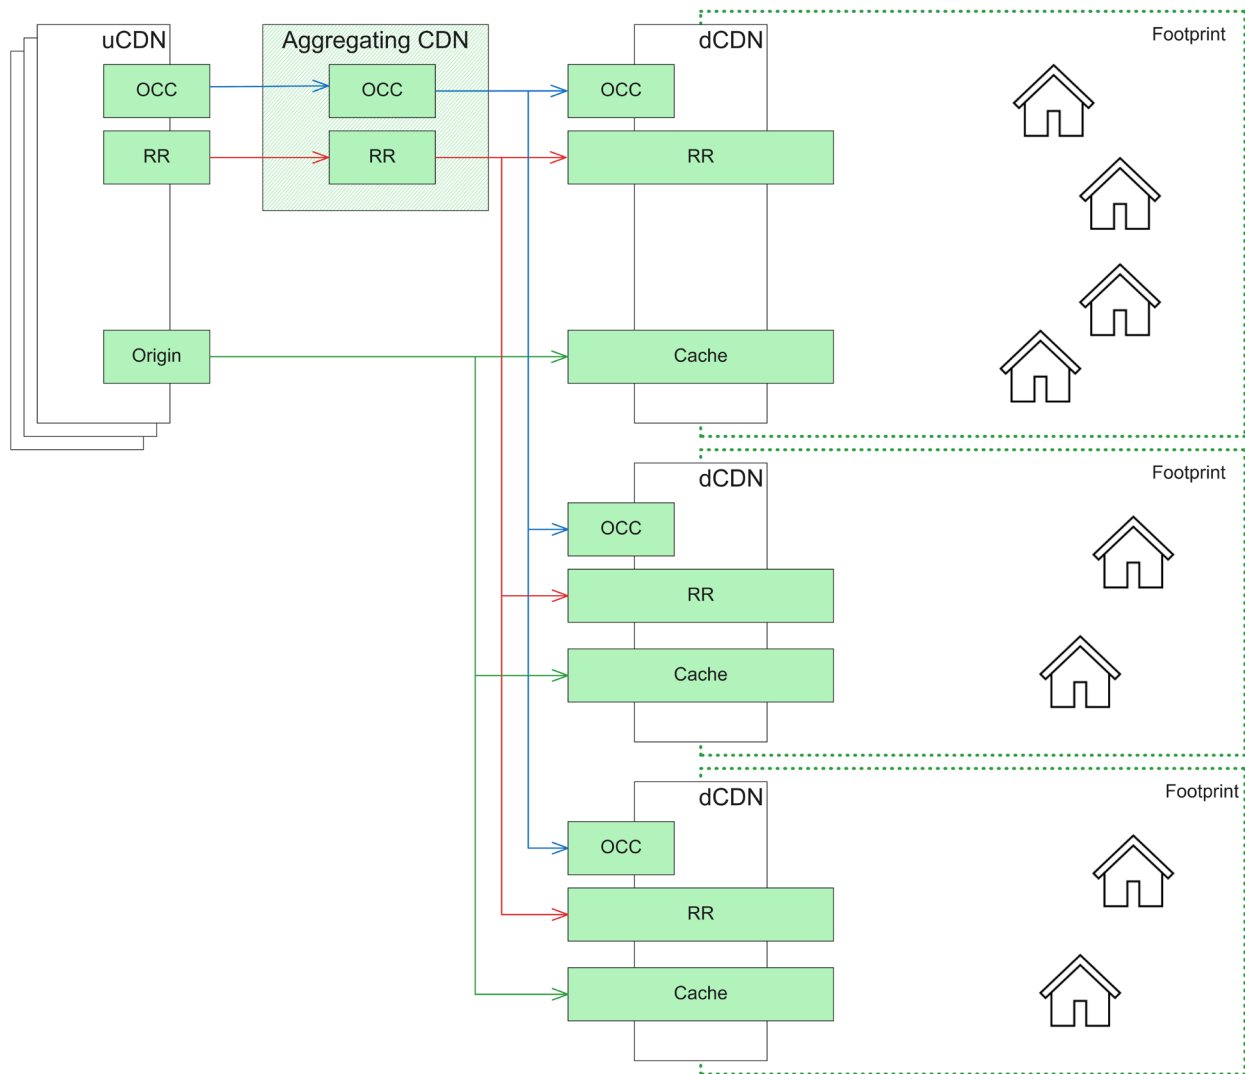 uCDN
Aggregating CDN
dCDN
Footprint
OCC
OCC
OCC
RR
RR
RR
Origin
Cache
dCDN
Footprint
OCC
RR
Cache
dCDN
Footprint
OCC
RR
Cache